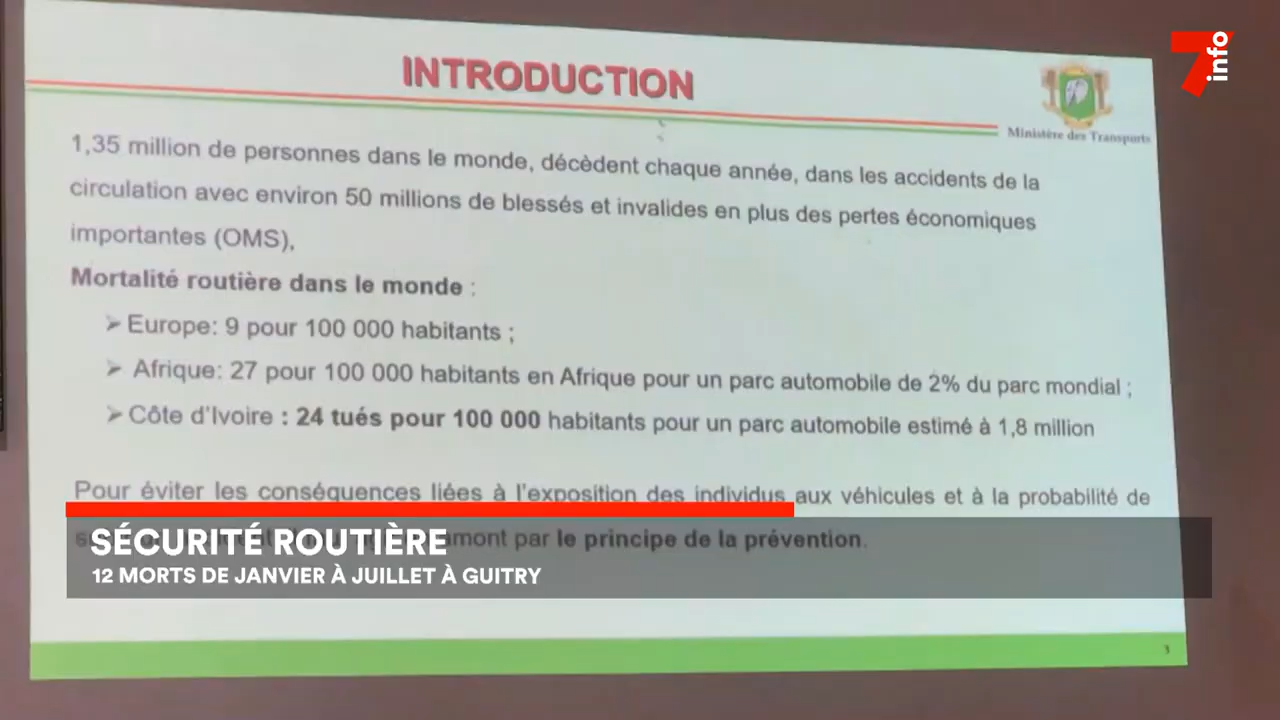 7 info
INTRODUCTION
Ministère des Transports
1,35 million de personnes dans le monde, décèdent chaque année, dans les accidents de la
circulation avec environ 50 millions de blessés et invalides en plus des pertes économiques
importantes (OMS),
Mortalité routière dans le monde :
➢ Europe: 9 pour 100 000 habitants ;
➢ Afrique: 27 pour 100 000 habitants en Afrique pour un parc automobile de 2% du parc mondial ;
➢ Côte d'Ivoire : 24 tués pour 100 000 habitants pour un parc automobile estimé à 1,8 million
Pour éviter les conséquences liées à l'exposition des individus aux véhicules et à la probabilité de
par le principe de la prévention.
SÉCURITÉ ROUTIÈRE
12 MORTS DE JANVIER À JUILLET À GUITRY
3